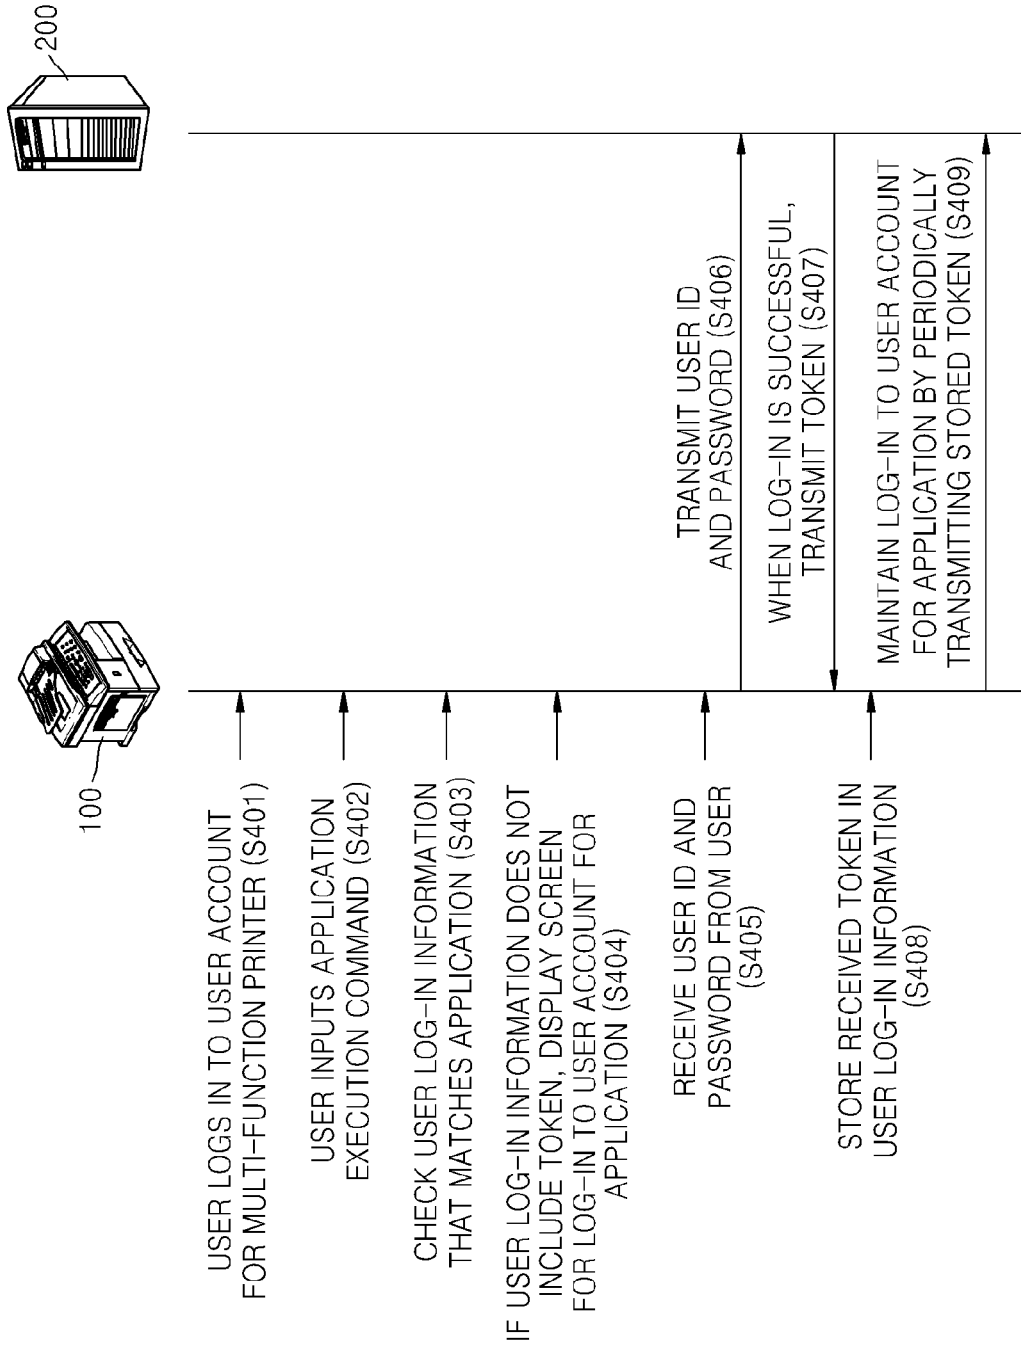 200
100
USER LOGS IN TO USER ACCOUNT
FOR MULTI-FUNCTION PRINTER (S401)
USER INPUTS APPLICATION
EXECUTION COMMAND (S402)
CHECK USER LOG-IN INFORMATION
THAT MATCHES APPLICATION (S403)
IF USER LOG-IN INFORMATION DOES NOT
INCLUDE TOKEN, DISPLAY SCREEN
FOR LOG-IN TO USER ACCOUNT FOR
APPLICATION (S404)
RECEIVE USER ID AND
PASSWORD FROM USER
(S405)
TRANSMIT USER ID
AND PASSWORD (S406)
WHEN LOG-IN IS SUCCESSFUL,
TRANSMIT TOKEN (S407)
STORE RECEIVED TOKEN IN
USER LOG-IN INFORMATION
(S408)
MAINTAIN LOG-IN TO USER ACCOUNT
FOR APPLICATION BY PERIODICALLY
TRANSMITTING STORED TOKEN (S409)